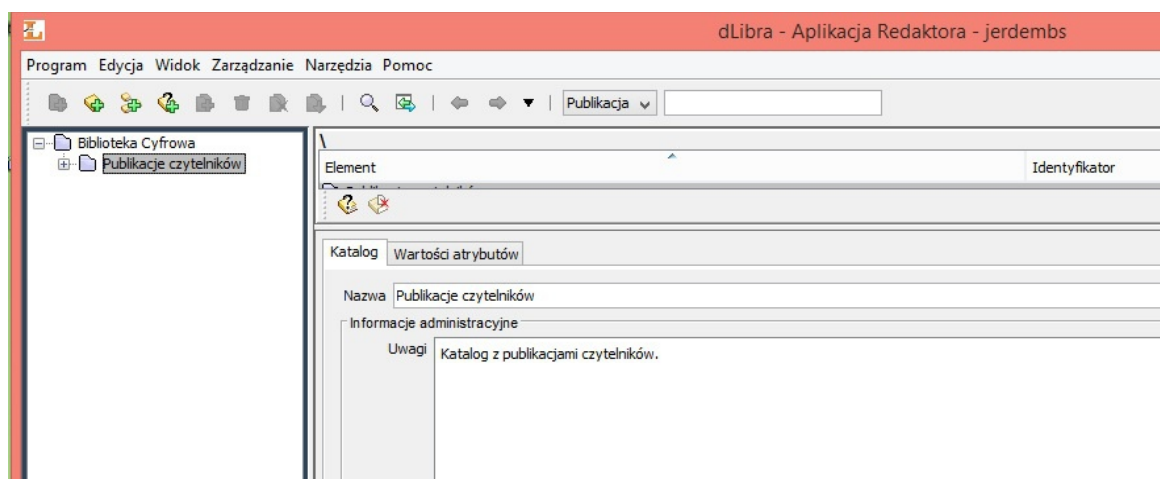 dLibra - Aplikacja Redaktora - jerdembs
Program Edycja Widok Zarządzanie Narzędzia Pomoc
Publikacja
Biblioteka Cyfrowa
Publikacje czytelników
\
Element Identyfikator
Katalog Wartości atrybutów
Nazwa Publikacje czytelników
Informacje administracyjne
Uwagi Katalog z publikacjami czytelników.